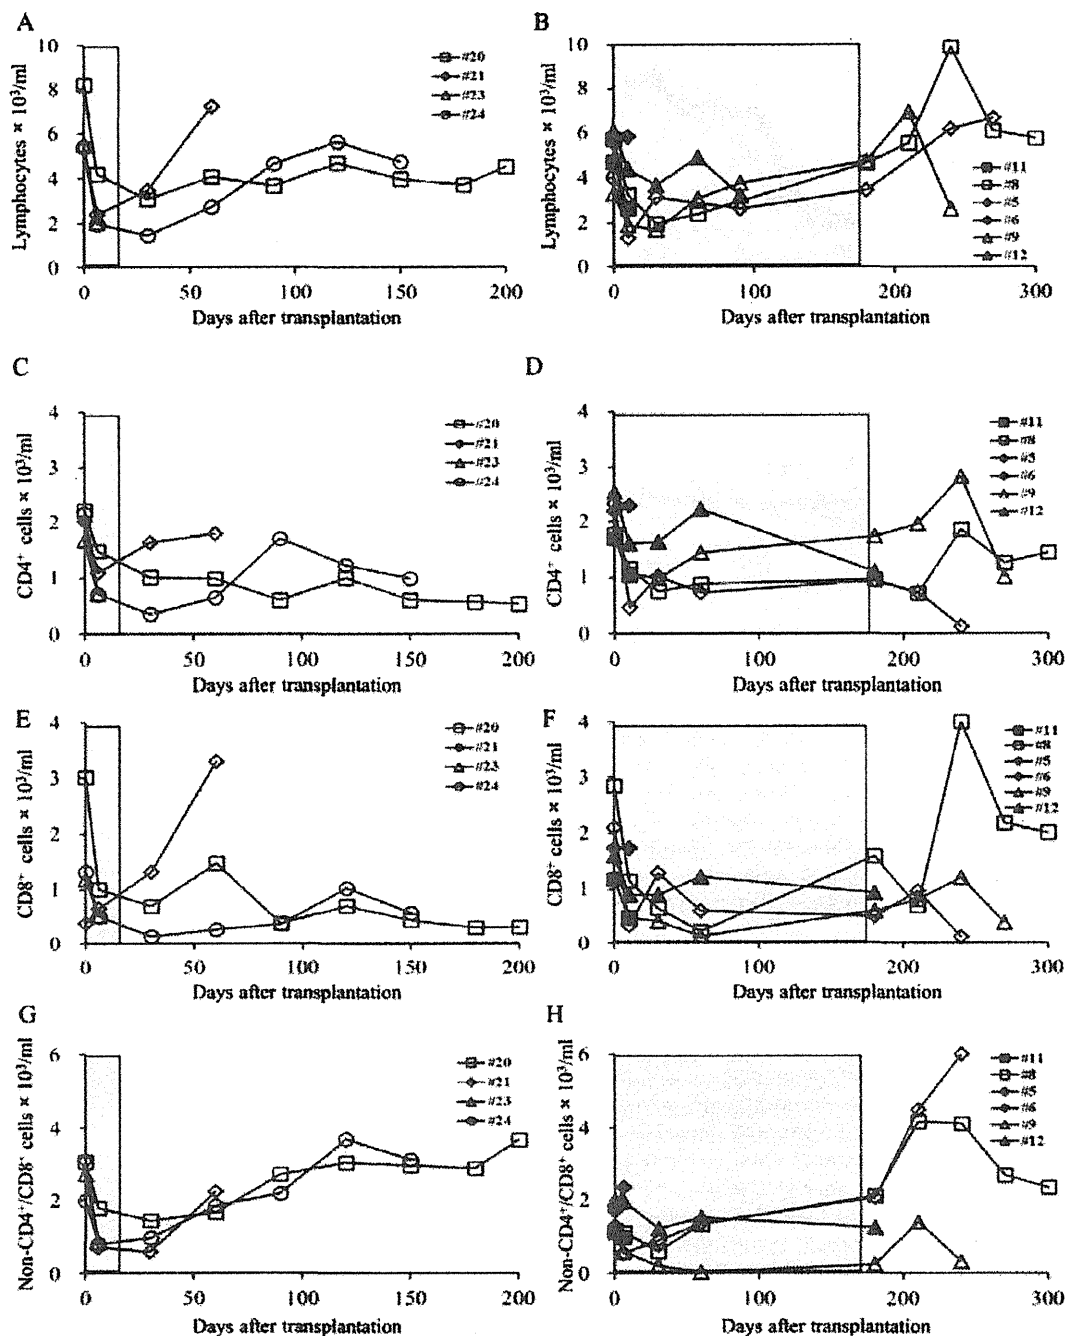 A
Lymphocytes × 10³/ml
10
8
6
4
2
0
0 50 100 150 200
Days after transplantation
#20
#21
#23
#24
B
Lymphocytes × 10³/ml
10
8
6
4
2
0
0 100 200 300
Days after transplantation
#11
#8
#5
#6
#9
#12
C
CD4⁺ cells × 10³/ml
4
3
2
1
0
0 50 100 150 200
Days after transplantation
#20
#21
#23
#24
D
CD4⁺ cells × 10³/ml
4
3
2
1
0
0 100 200 300
Days after transplantation
#11
#8
#5
#6
#9
#12
E
CD8⁺ cells × 10³/ml
4
3
2
1
0
0 50 100 150 200
Days after transplantation
#20
#21
#23
#24
F
CD8⁺ cells × 10³/ml
4
3
2
1
0
0 100 200 300
Days after transplantation
#11
#8
#5
#6
#9
#12
G
Non-CD4⁺/CD8⁺ cells × 10³/ml
6
4
2
0
0 50 100 150 200
Days after transplantation
#20
#21
#23
#24
H
Non-CD4⁺/CD8⁺ cells × 10³/ml
6
4
2
0
0 100 200 300
Days after transplantation
#11
#8
#5
#6
#9
#12